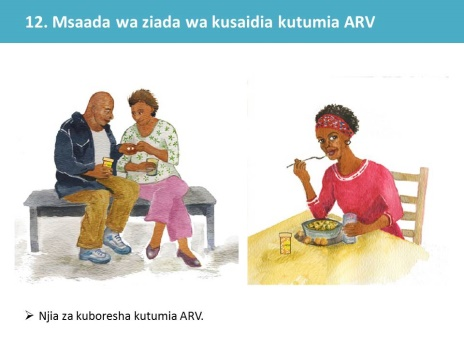 12. Msaada wa ziada wa kusaidia kutumia ARV
➢ Njia za kuboresha kutumia ARV.